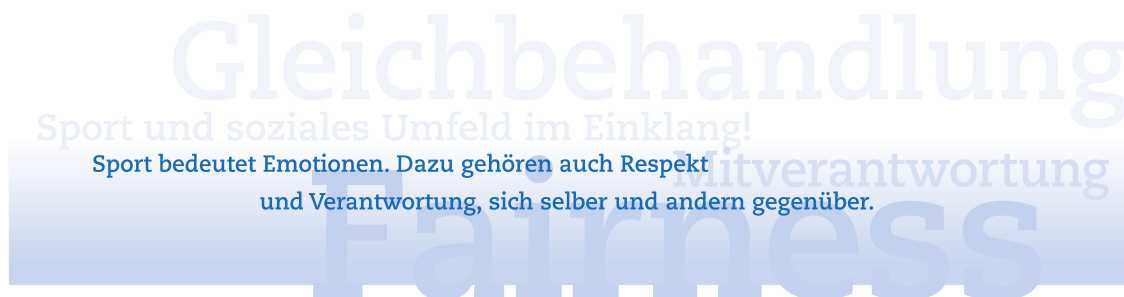 Gleichbehandlung
Sport und soziales Umfeld im Einklang!
Sport bedeutet Emotionen. Dazu gehören auch Respekt
Mitverantwortung
und Verantwortung, sich selber und andern gegenüber.
Fairness